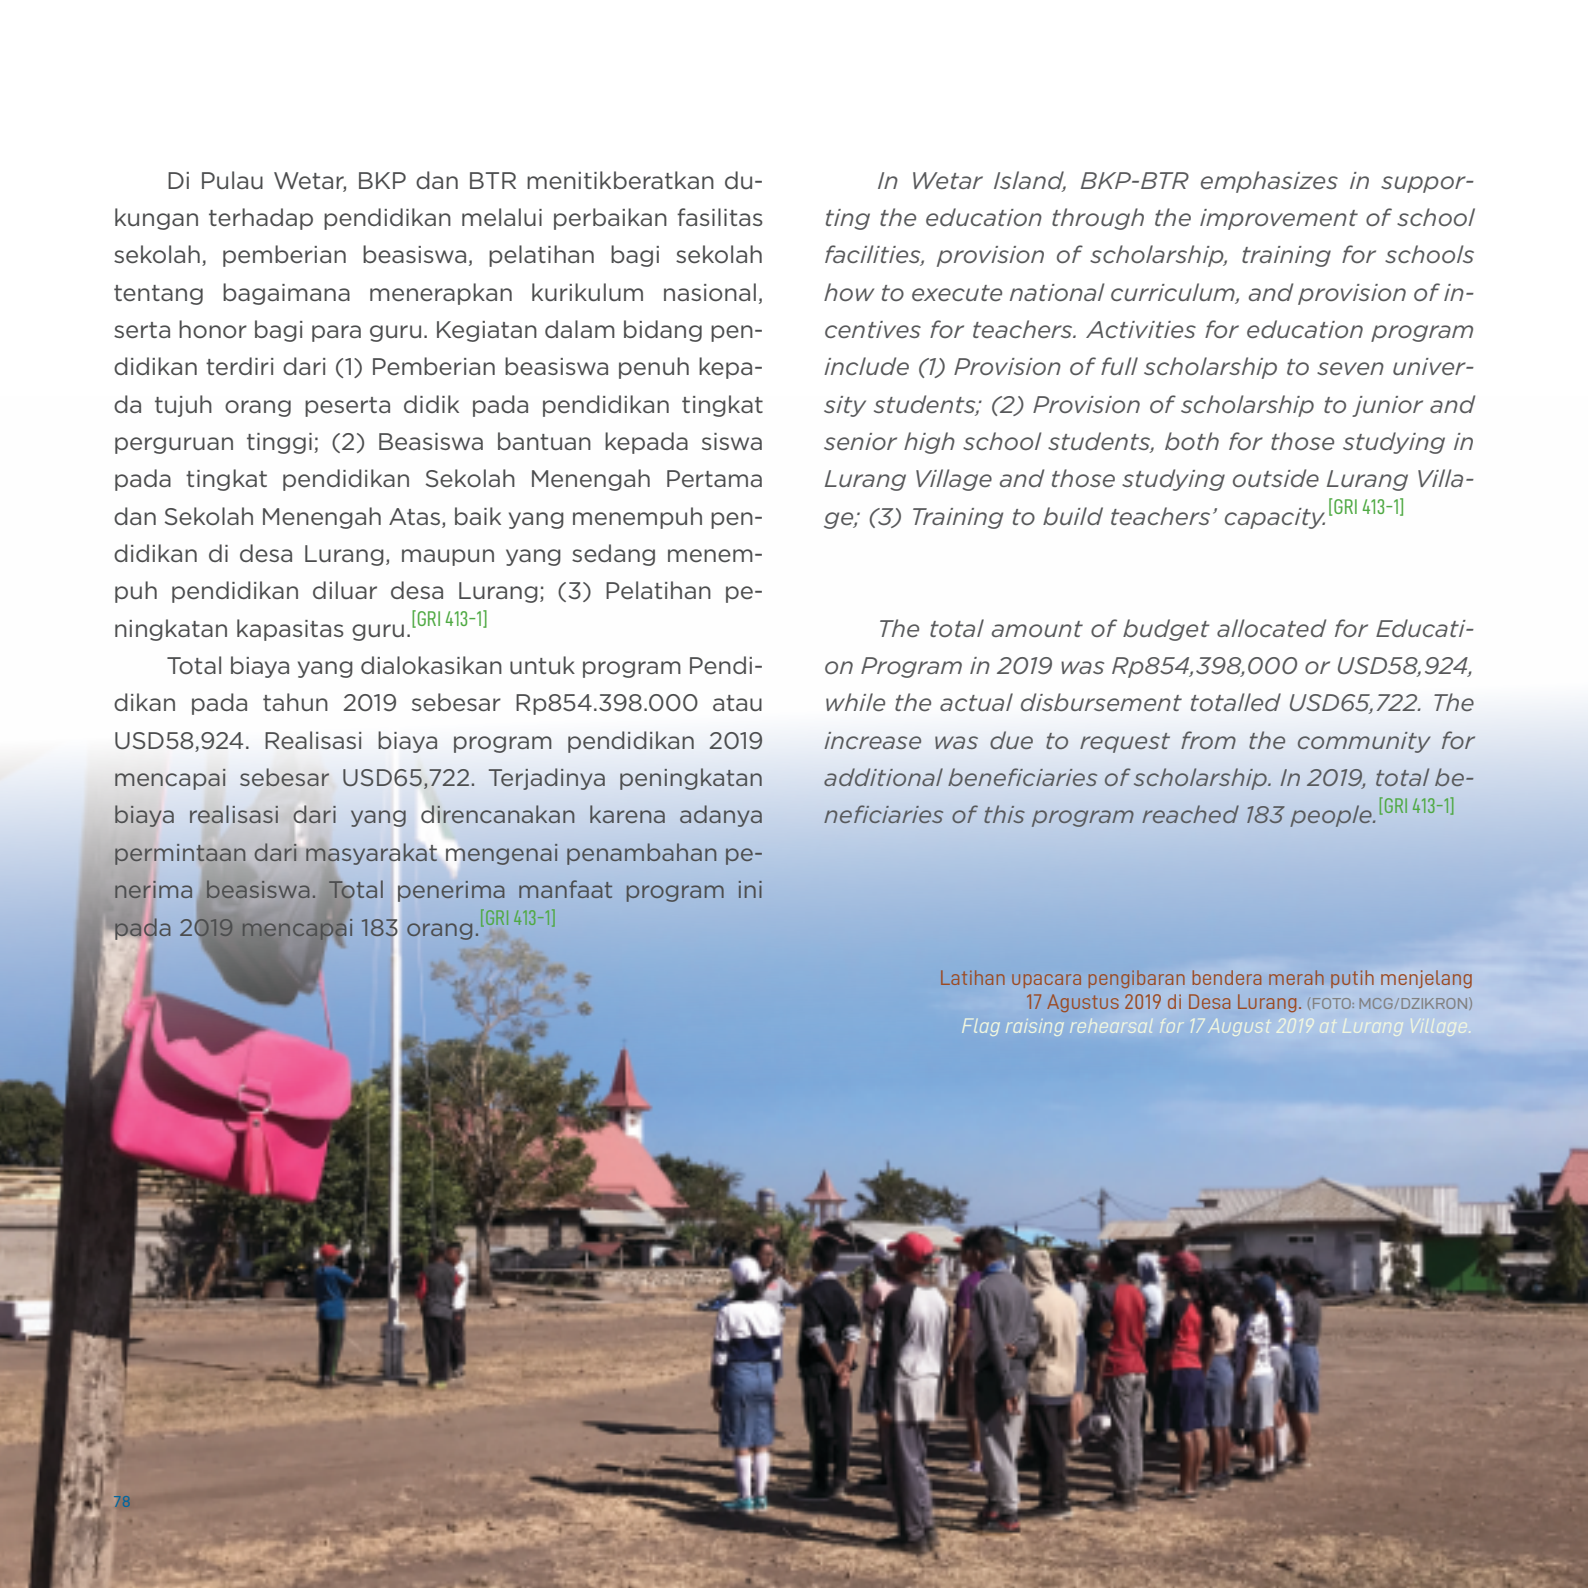 Di Pulau Wetar, BKP dan BTR menitikberatkan du-
kungan terhadap pendidikan melalui perbaikan fasilitas
sekolah, pemberian beasiswa, pelatihan bagi sekolah
tentang bagaimana menerapkan kurikulum nasional,
serta honor bagi para guru. Kegiatan dalam bidang pen-
didikan terdiri dari (1) Pemberian beasiswa penuh kepa-
da tujuh orang peserta didik pada pendidikan tingkat
perguruan tinggi; (2) Beasiswa bantuan kepada siswa
pada tingkat pendidikan Sekolah Menengah Pertama
dan Sekolah Menengah Atas, baik yang menempuh pen-
didikan di desa Lurang, maupun yang sedang menem-
puh pendidikan diluar desa Lurang; (3) Pelatihan pe-
ningkatan kapasitas guru.[GRI 413-1]
Total biaya yang dialokasikan untuk program Pendi-
dikan pada tahun 2019 sebesar Rp854.398.000 atau
USD58,924. Realisasi biaya program pendidikan 2019
mencapai sebesar USD65,722. Terjadinya peningkatan
biaya realisasi dari yang direncanakan karena adanya
permintaan dari masyarakat mengenai penambahan pe-
nerima beasiswa. Total penerima manfaat program ini
pada 2019 mencapai 183 orang.[GRI 413-1]
In Wetar Island, BKP-BTR emphasizes in suppor-
ting the education through the improvement of school
facilities, provision of scholarship, training for schools
how to execute national curriculum, and provision of in-
centives for teachers. Activities for education program
include (1) Provision of full scholarship to seven univer-
sity students; (2) Provision of scholarship to junior and
senior high school students, both for those studying in
Lurang Village and those studying outside Lurang Villa-
ge; (3) Training to build teachers’ capacity.[GRI 413-1]
The total amount of budget allocated for Educati-
on Program in 2019 was Rp854,398,000 or USD58,924,
while the actual disbursement totalled USD65,722. The
increase was due to request from the community for
additional beneficiaries of scholarship. In 2019, total be-
neficiaries of this program reached 183 people.[GRI 413-1]
Latihan upacara pengibaran bendera merah putih menjelang
17 Agustus 2019 di Desa Lurang. (FOTO: MCG/DZIKRON)
Flag raising rehearsal for 17 August 2019 at Lurang Village.
78